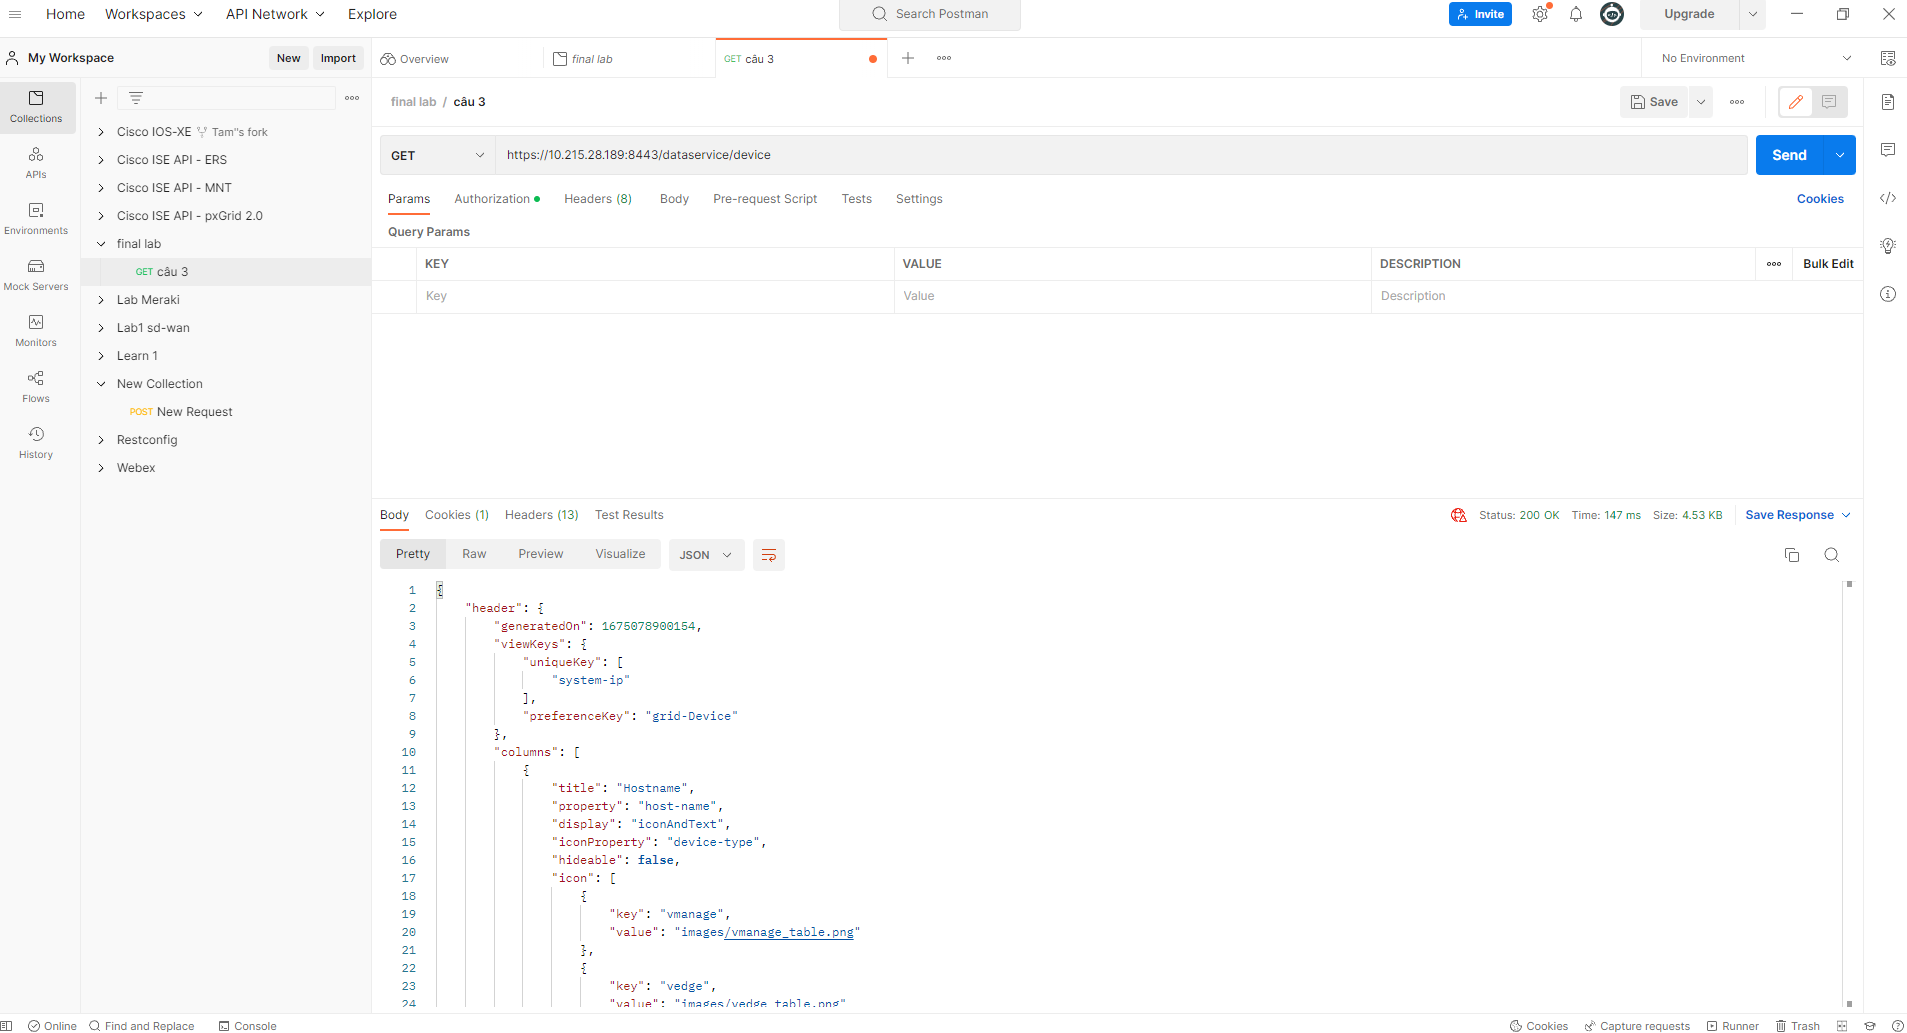 Home Workspaces API Network Explore Search Postman Invite Upgrade
My Workspace New Import Overview final lab GET câu 3 No Environment
Collections
APIs
Environments
Mock Servers
Monitors
Flows
History
Cisco IOS-XE Tam"s fork
Cisco ISE API - ERS
Cisco ISE API - MNT
Cisco ISE API - pxGrid 2.0
final lab
GET câu 3
Lab Meraki
Lab1 sd-wan
Learn 1
New Collection
POST New Request
Restconfig
Webex
final lab / câu 3 Save
GET https://10.215.28.189:8443/dataservice/device Send
Params Authorization Headers (8) Body Pre-request Script Tests Settings Cookies
Query Params
KEY VALUE DESCRIPTION Bulk Edit
Key Value Description
Body Cookies (1) Headers (13) Test Results Status: 200 OK Time: 147 ms Size: 4.53 KB Save Response
Pretty Raw Preview Visualize JSON
1 {
2 "header": {
3 "generatedOn": 1675078900154,
4 "viewKeys": {
5 "uniqueKey": [
6 "system-ip"
7 ],
8 "preferenceKey": "grid-Device"
9 },
10 "columns": [
11 {
12 "title": "Hostname",
13 "property": "host-name",
14 "display": "iconAndText",
15 "iconProperty": "device-type",
16 "hideable": false,
17 "icon": [
18 {
19 "key": "vmanage",
20 "value": "images/vmanage_table.png"
21 },
22 {
23 "key": "vedge",
24 "value": "images/vedge_table.png"
Online Find and Replace Console Cookies Capture requests Runner Trash